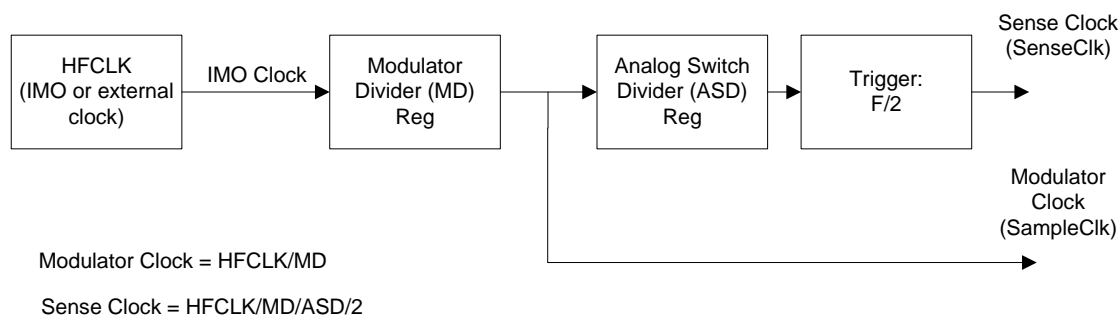 HFCLK
(IMO or external
clock)
IMO Clock
Modulator
Divider (MD)
Reg
Analog Switch
Divider (ASD)
Reg
Trigger:
F/2
Sense Clock
(SenseClk)
Modulator
Clock
(SampleClk)
Modulator Clock = HFCLK/MD
Sense Clock = HFCLK/MD/ASD/2